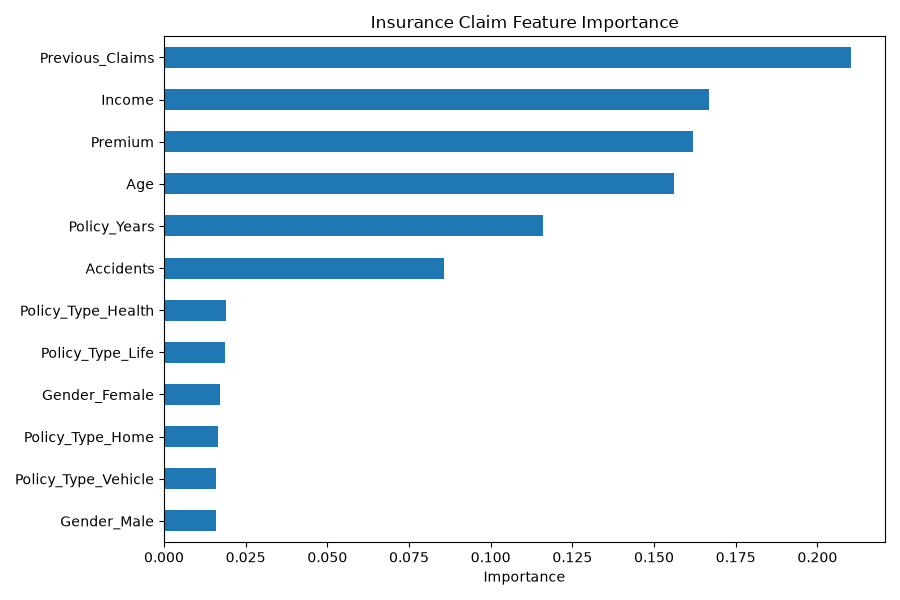 Insurance Claim Feature Importance
Previous_Claims
Income
Premium
Age
Policy_Years
Accidents
Policy_Type_Health
Policy_Type_Life
Gender_Female
Policy_Type_Home
Policy_Type_Vehicle
Gender_Male
0.000 0.025 0.050 0.075 0.100 0.125 0.150 0.175 0.200
Importance